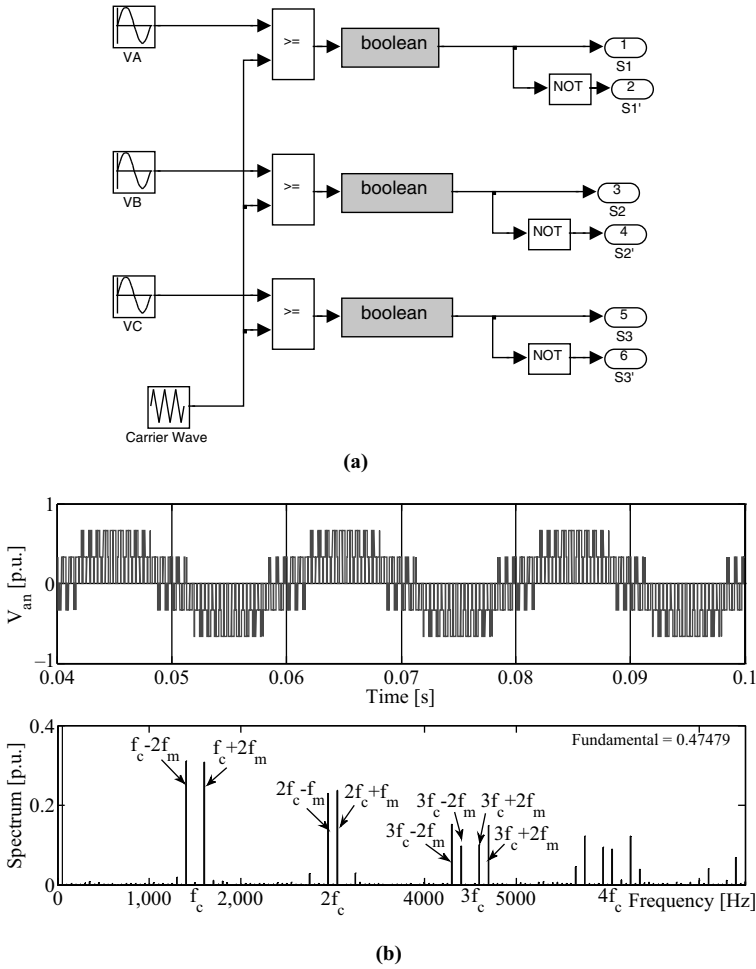 VA
>=
boolean
1
S1
NOT
2
S1'
VB
>=
boolean
3
S2
NOT
4
S2'
VC
>=
boolean
5
S3
NOT
6
S3'
Carrier Wave
(a)
V_an [p.u.]
1
0
−1
0.04 0.05 0.06 0.07 0.08 0.09 0.1
Time [s]
Spectrum [p.u.]
0.4
0.2
0
f_c-2f_m
f_c+2f_m
2f_c-f_m
2f_c+f_m
3f_c-2f_m
3f_c-2f_m
3f_c+2f_m
3f_c+2f_m
Fundamental = 0.47479
0 1,000 f_c 2,000 2f_c 4000 3f_c 5000 4f_c Frequency [Hz]
(b)